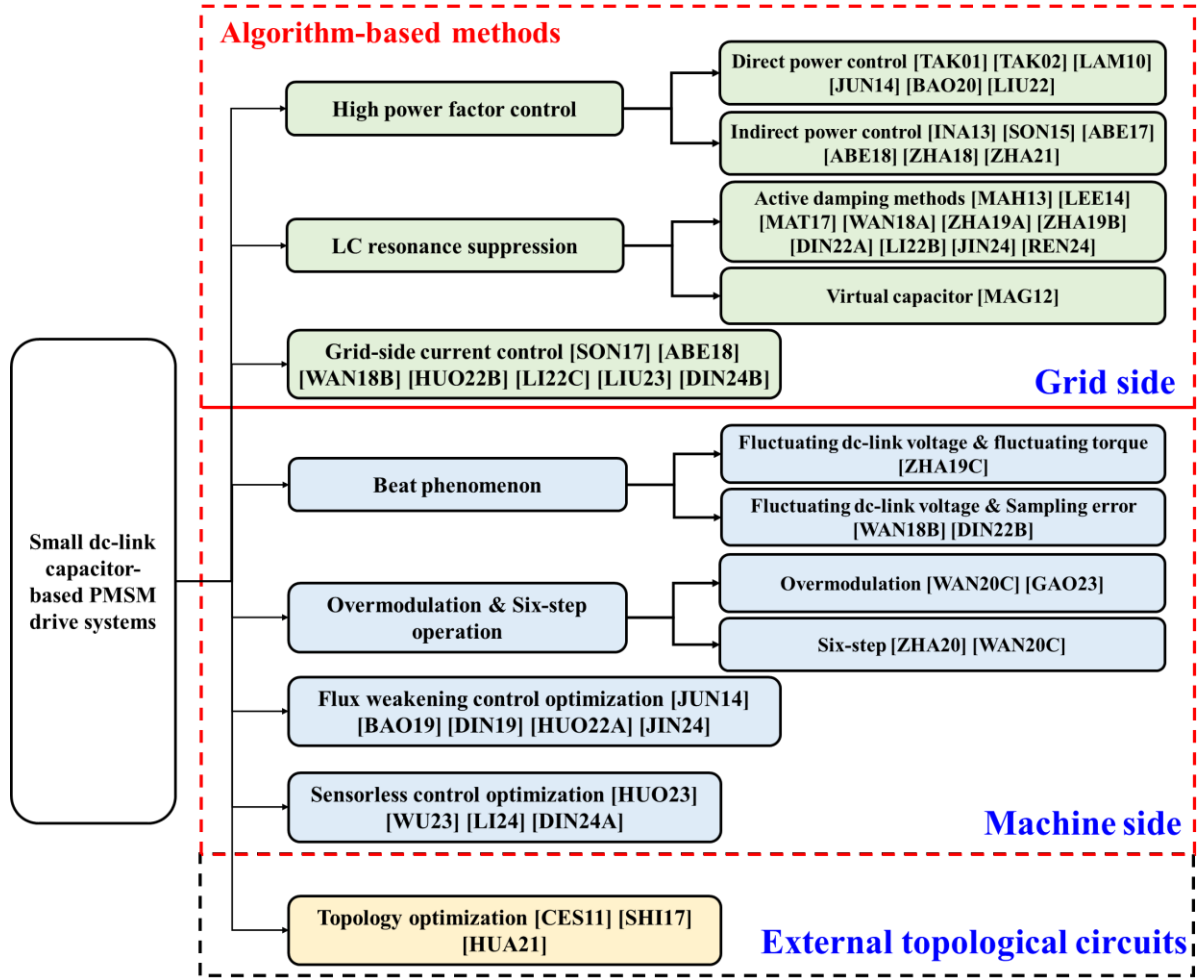 Algorithm-based methods
High power factor control
Direct power control [TAK01] [TAK02] [LAM10]
[JUN14] [BAO20] [LIU22]
Indirect power control [INA13] [SON15] [ABE17]
[ABE18] [ZHA18] [ZHA21]
LC resonance suppression
Active damping methods [MAH13] [LEE14]
[MAT17] [WAN18A] [ZHA19A] [ZHA19B]
[DIN22A] [LI22B] [JIN24] [REN24]
Virtual capacitor [MAG12]
Grid-side current control [SON17] [ABE18]
[WAN18B] [HUO22B] [LI22C] [LIU23] [DIN24B]
Grid side
Small dc-link
capacitor-
based PMSM
drive systems
Beat phenomenon
Fluctuating dc-link voltage & fluctuating torque
[ZHA19C]
Fluctuating dc-link voltage & Sampling error
[WAN18B] [DIN22B]
Overmodulation & Six-step
operation
Overmodulation [WAN20C] [GAO23]
Six-step [ZHA20] [WAN20C]
Flux weakening control optimization [JUN14]
[BAO19] [DIN19] [HUO22A] [JIN24]
Sensorless control optimization [HUO23]
[WU23] [LI24] [DIN24A]
Machine side
Topology optimization [CES11] [SHI17]
[HUA21]
External topological circuits